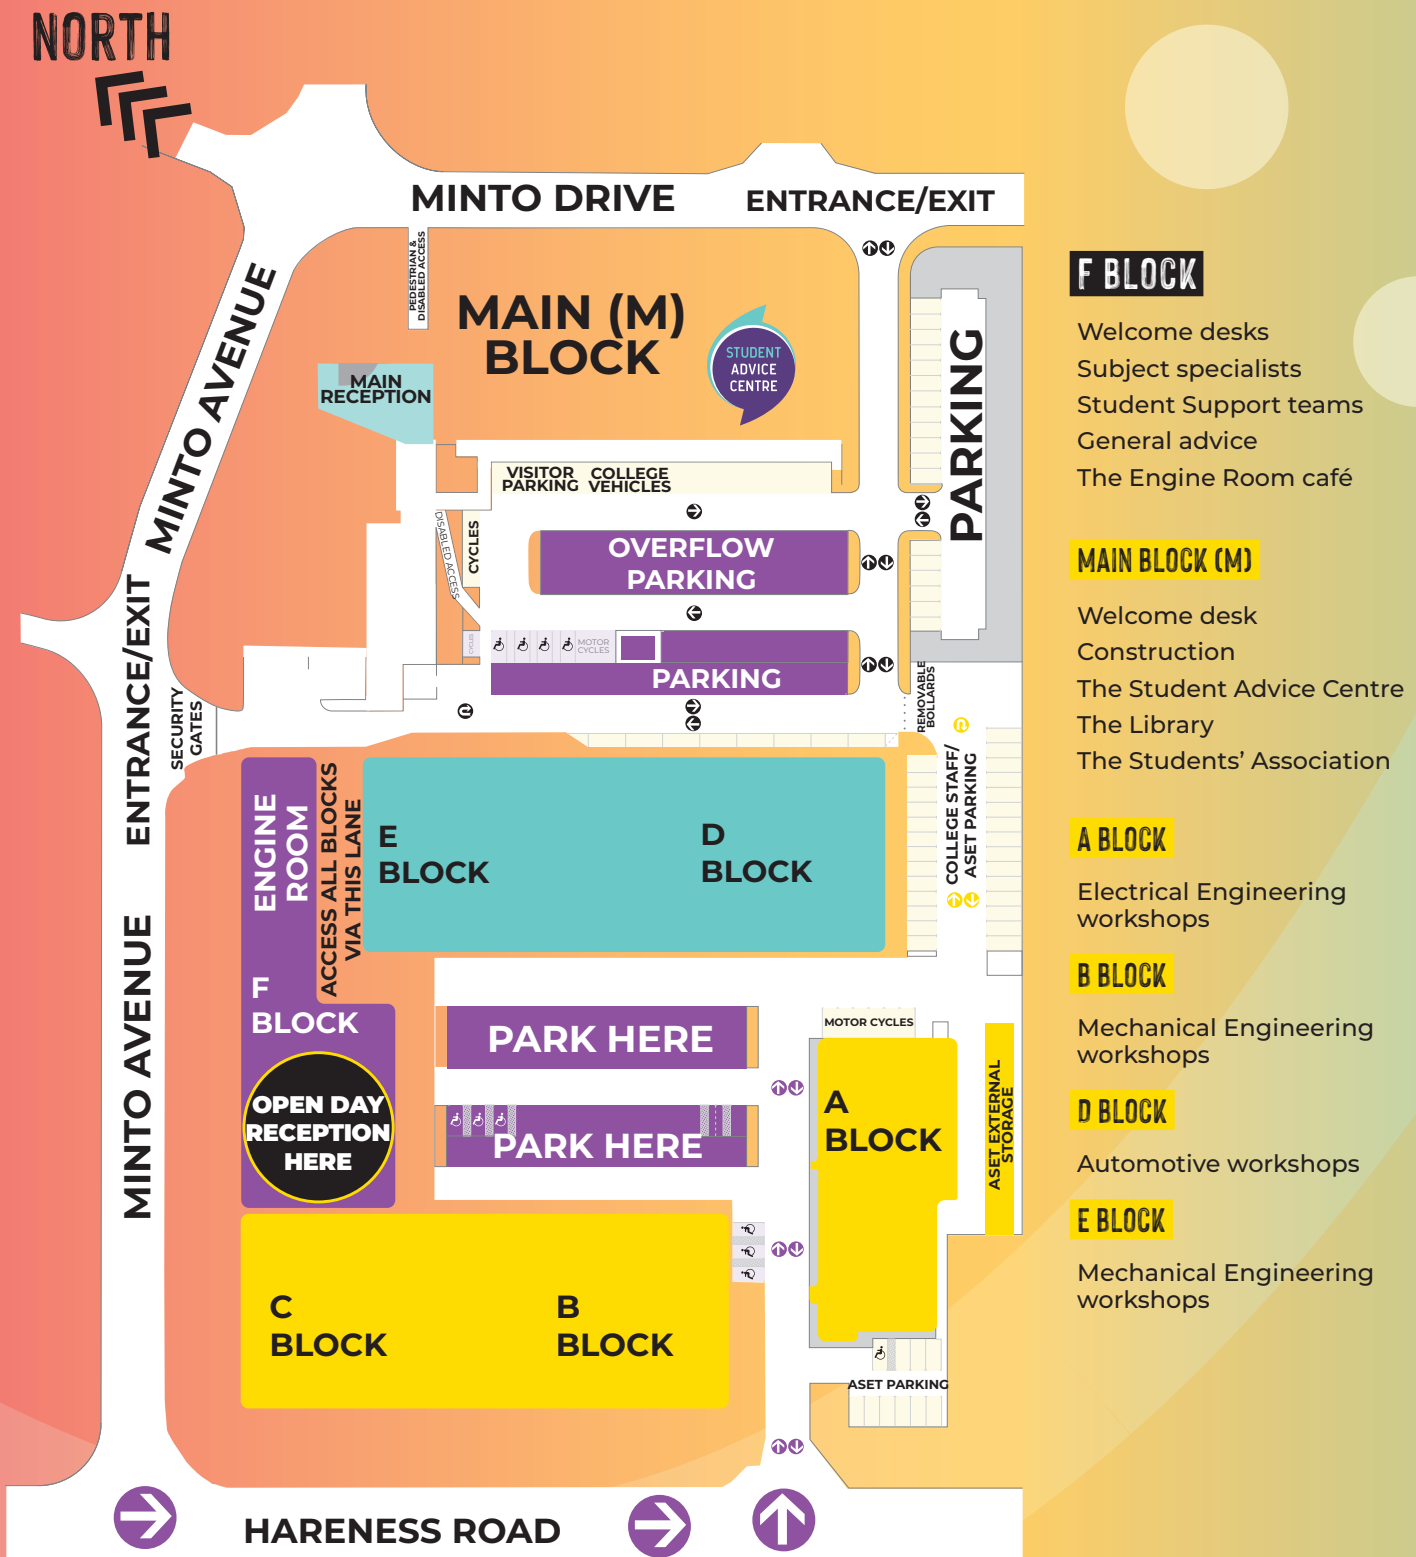 NORTH
MINTO DRIVE
ENTRANCE/EXIT
PEDESTRIAN &
DISABLED ACCESS
MINTO AVENUE
MAIN (M)
BLOCK
STUDENT
ADVICE
CENTRE
MAIN
RECEPTION
PARKING
VISITOR
PARKING
COLLEGE
VEHICLES
DISABLED ACCESS
CYCLES
OVERFLOW
PARKING
CYCLES
MOTOR
CYCLES
PARKING
REMOVABLE
BOLLARDS
ENTRANCE/EXIT
SECURITY
GATES
ENGINE
ROOM
ACCESS ALL BLOCKS
VIA THIS LANE
E
BLOCK
D
BLOCK
COLLEGE STAFF/
ASET PARKING
MINTO AVENUE
F
BLOCK
PARK HERE
MOTOR CYCLES
OPEN DAY
RECEPTION
HERE
PARK HERE
A
BLOCK
ASET EXTERNAL
STORAGE
C
BLOCK
B
BLOCK
ASET PARKING
HARENESS ROAD
F BLOCK
Welcome desks
Subject specialists
Student Support teams
General advice
The Engine Room café
MAIN BLOCK (M)
Welcome desk
Construction
The Student Advice Centre
The Library
The Students’ Association
A BLOCK
Electrical Engineering
workshops
B BLOCK
Mechanical Engineering
workshops
D BLOCK
Automotive workshops
E BLOCK
Mechanical Engineering
workshops